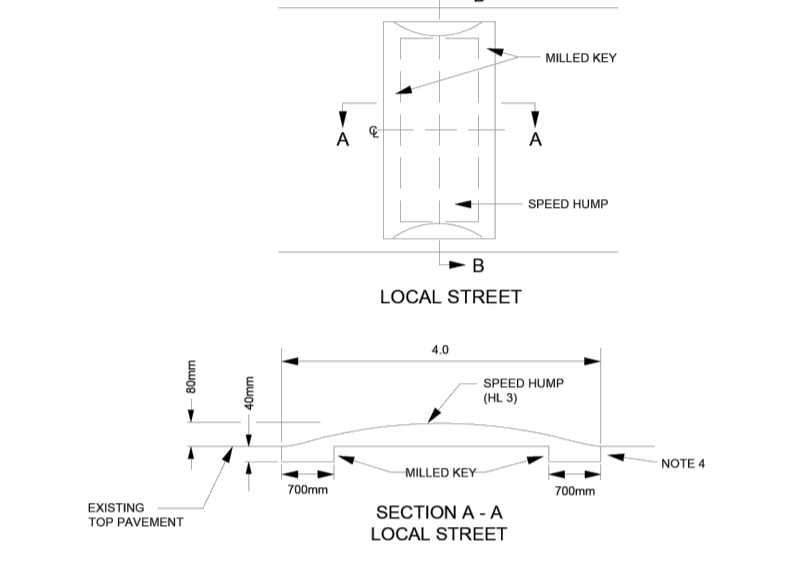 MILLED KEY
A
℄
A
SPEED HUMP
B
LOCAL STREET
4.0
80mm
40mm
SPEED HUMP
(HL 3)
MILLED KEY
NOTE 4
700mm
700mm
EXISTING
TOP PAVEMENT
SECTION A - A
LOCAL STREET